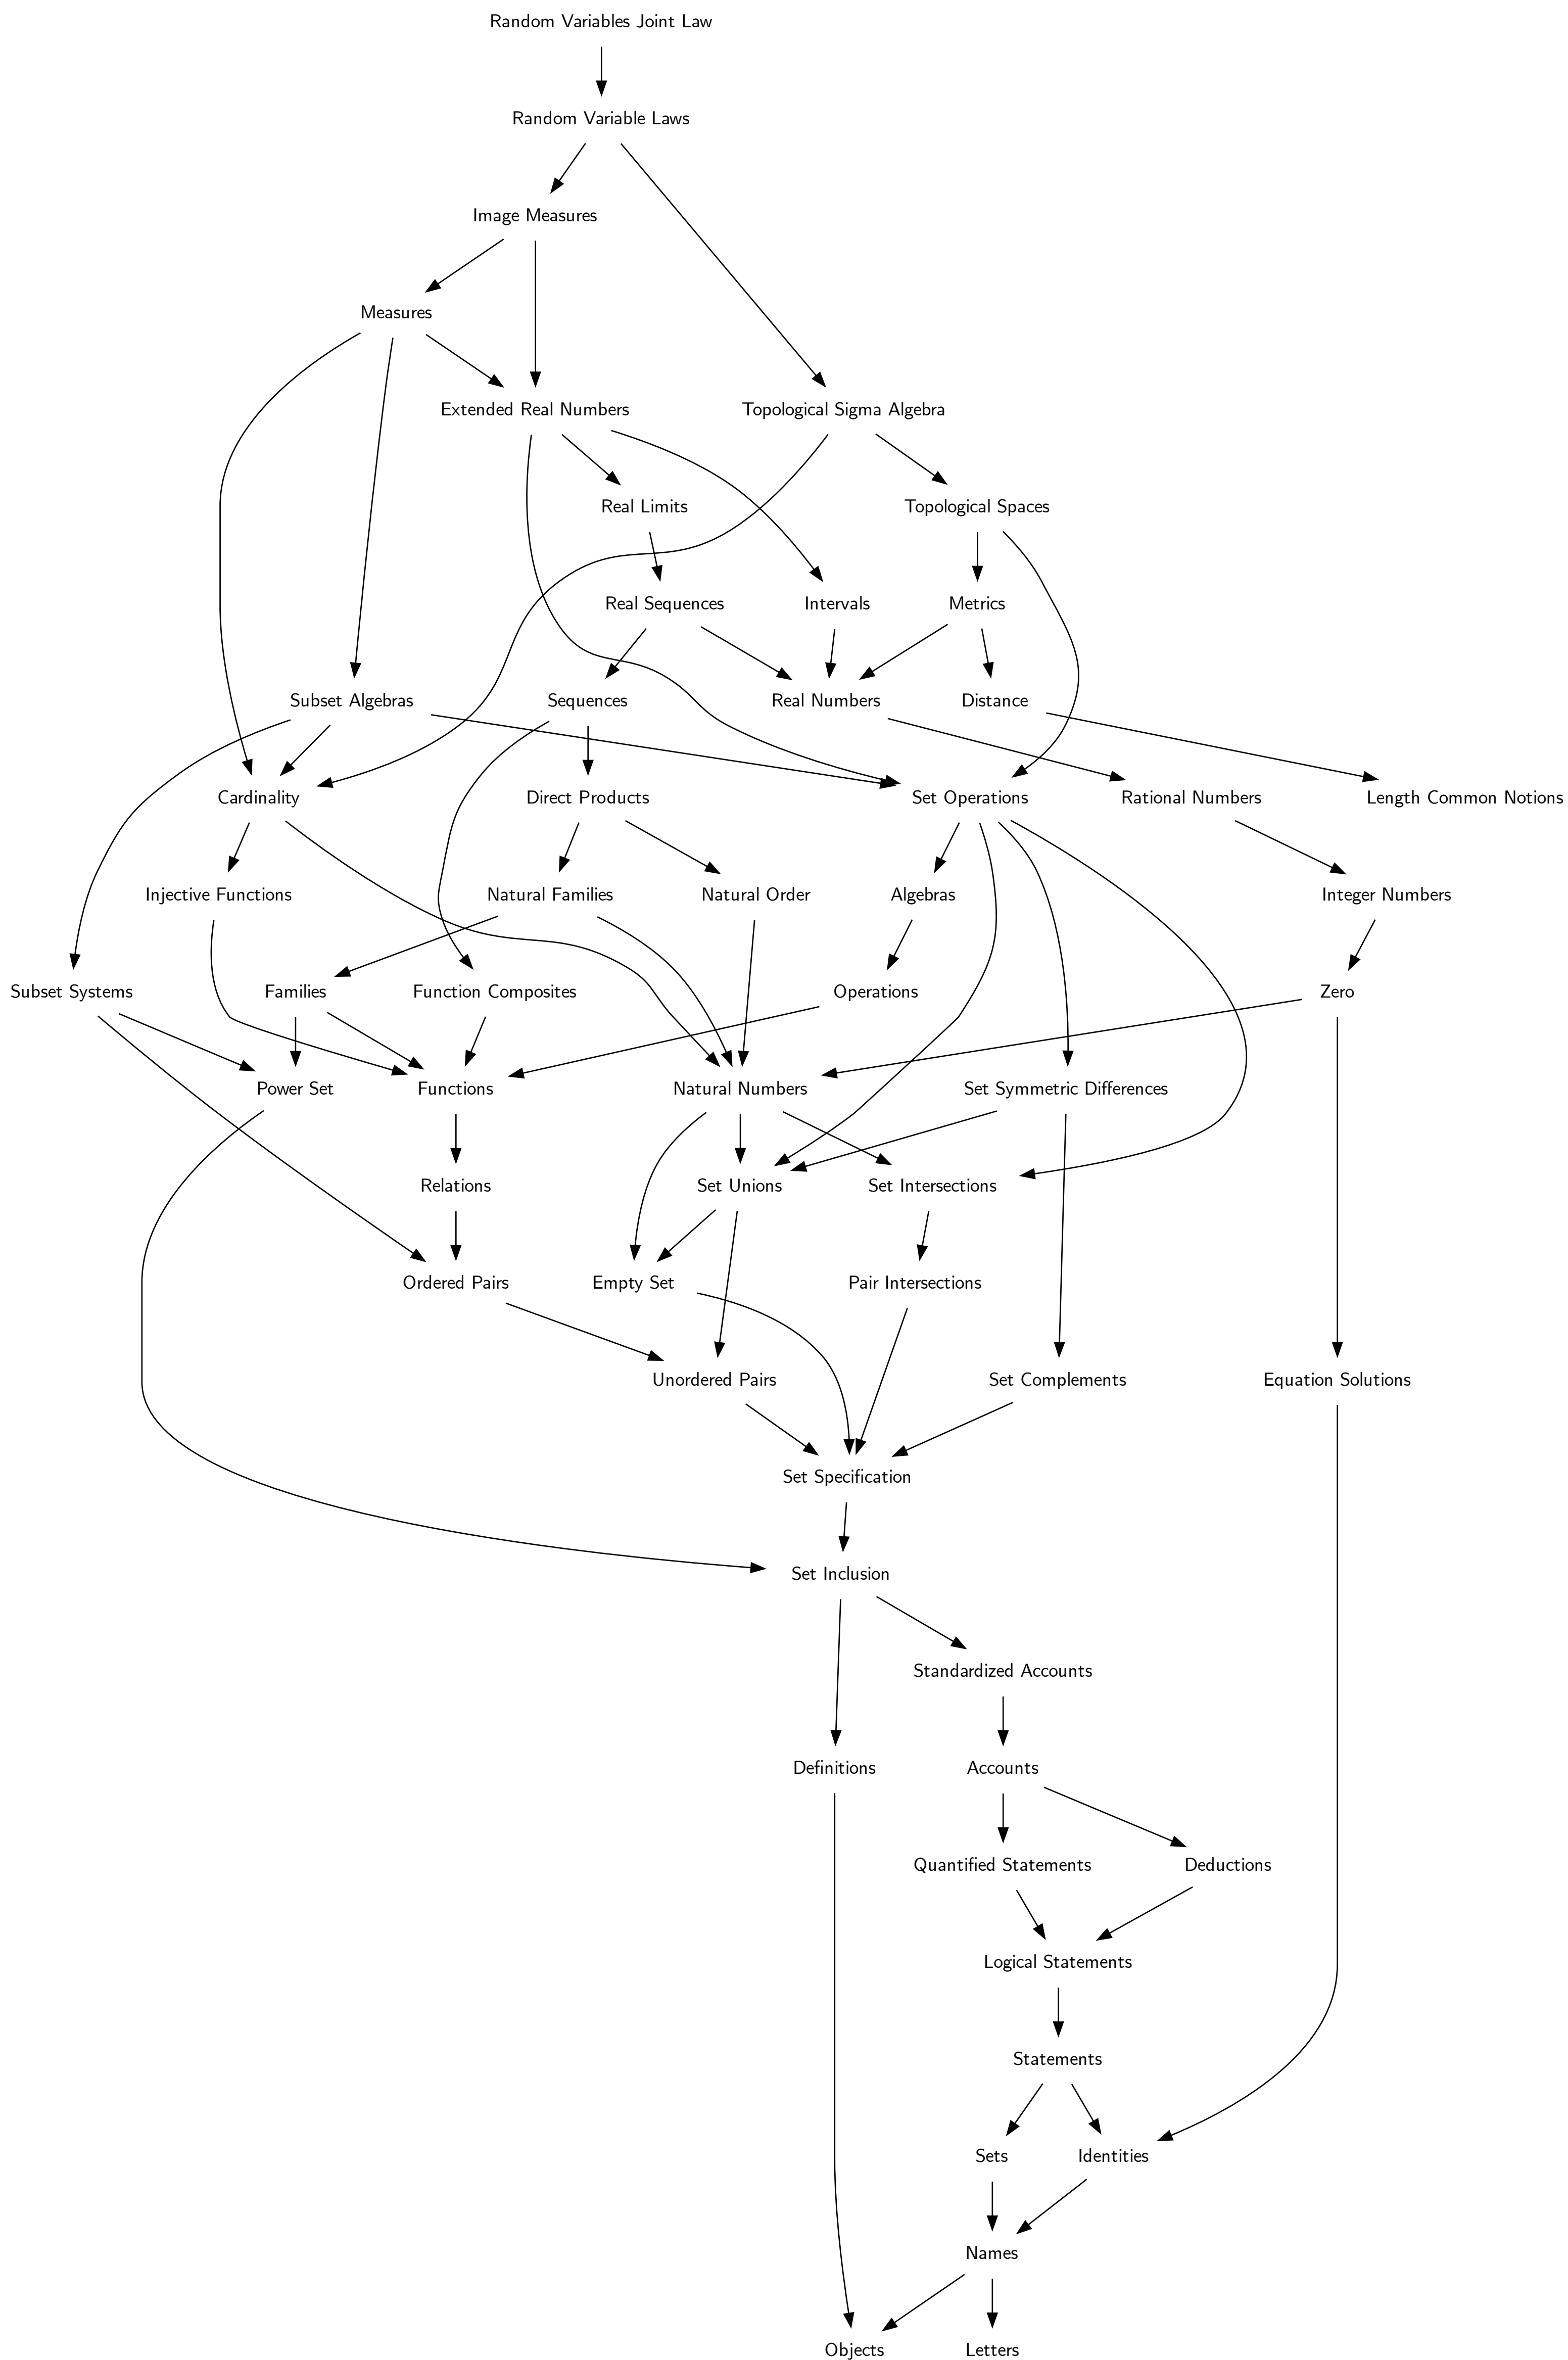 Random Variables Joint Law
Random Variable Laws
Image Measures
Measures
Extended Real Numbers
Topological Sigma Algebra
Real Limits
Topological Spaces
Real Sequences
Intervals
Metrics
Subset Algebras
Sequences
Real Numbers
Distance
Cardinality
Direct Products
Set Operations
Rational Numbers
Length Common Notions
Injective Functions
Natural Families
Natural Order
Algebras
Integer Numbers
Subset Systems
Families
Function Composites
Operations
Zero
Power Set
Functions
Natural Numbers
Set Symmetric Differences
Relations
Set Unions
Set Intersections
Ordered Pairs
Empty Set
Pair Intersections
Unordered Pairs
Set Complements
Equation Solutions
Set Specification
Set Inclusion
Standardized Accounts
Definitions
Accounts
Quantified Statements
Deductions
Logical Statements
Statements
Sets
Identities
Names
Objects
Letters